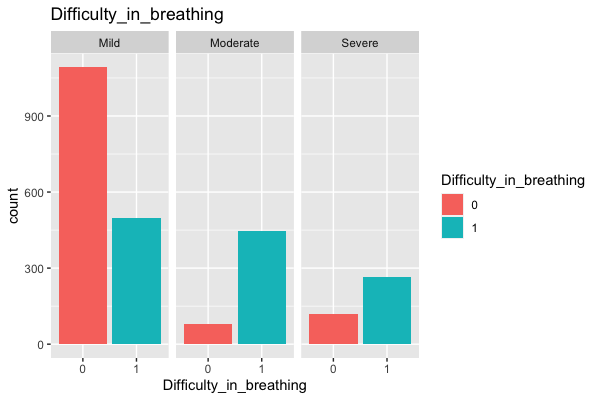 Difficulty_in_breathing
Mild
Moderate
Severe
count
900
600
300
0
0
1
0
1
0
1
Difficulty_in_breathing
Difficulty_in_breathing
0
1